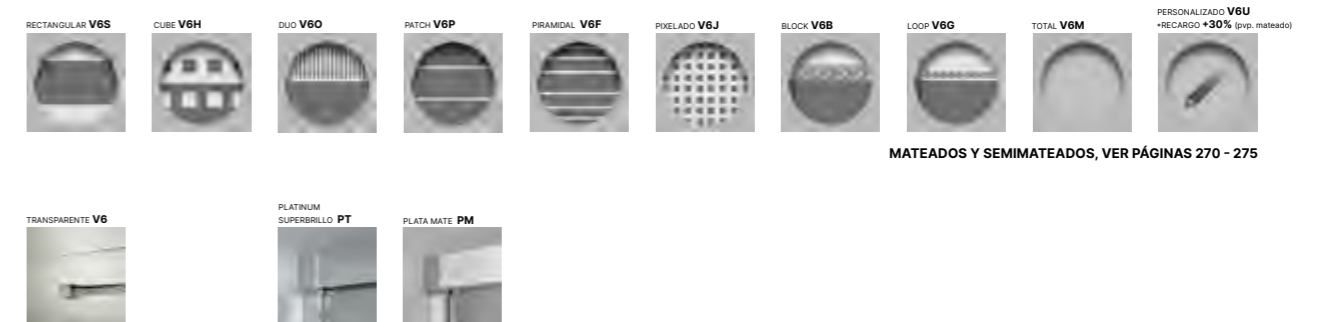 RECTANGULAR V6S
CUBE V6H
DUO V6O
PATCH V6P
PIRAMIDAL V6F
PIXELADO V6J
BLOCK V6B
LOOP V6G
TOTAL V6M
PERSONALIZADO V6U
*RECARGO +30% (pvp. mateado)
MATEADOS Y SEMIMATEADOS, VER PÁGINAS 270 - 275
TRANSPARENTE V6
PLATINUM
SUPERBRILLO PT
PLATA MATE PM